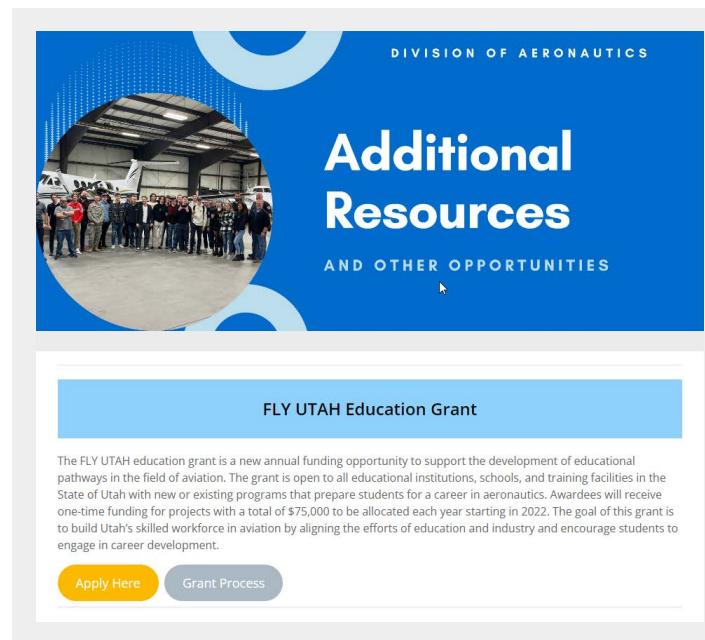 DIVISION OF AERONAUTICS
Additional
Resources
AND OTHER OPPORTUNITIES
FLY UTAH Education Grant
The FLY UTAH education grant is a new annual funding opportunity to support the development of educational
pathways in the field of aviation. The grant is open to all educational institutions, schools, and training facilities in the
State of Utah with new or existing programs that prepare students for a career in aeronautics. Awardees will receive
one-time funding for projects with a total of $75,000 to be allocated each year starting in 2022. The goal of this grant is
to build Utah’s skilled workforce in aviation by aligning the efforts of education and industry and encourage students to
engage in career development.
Apply Here
Grant Process